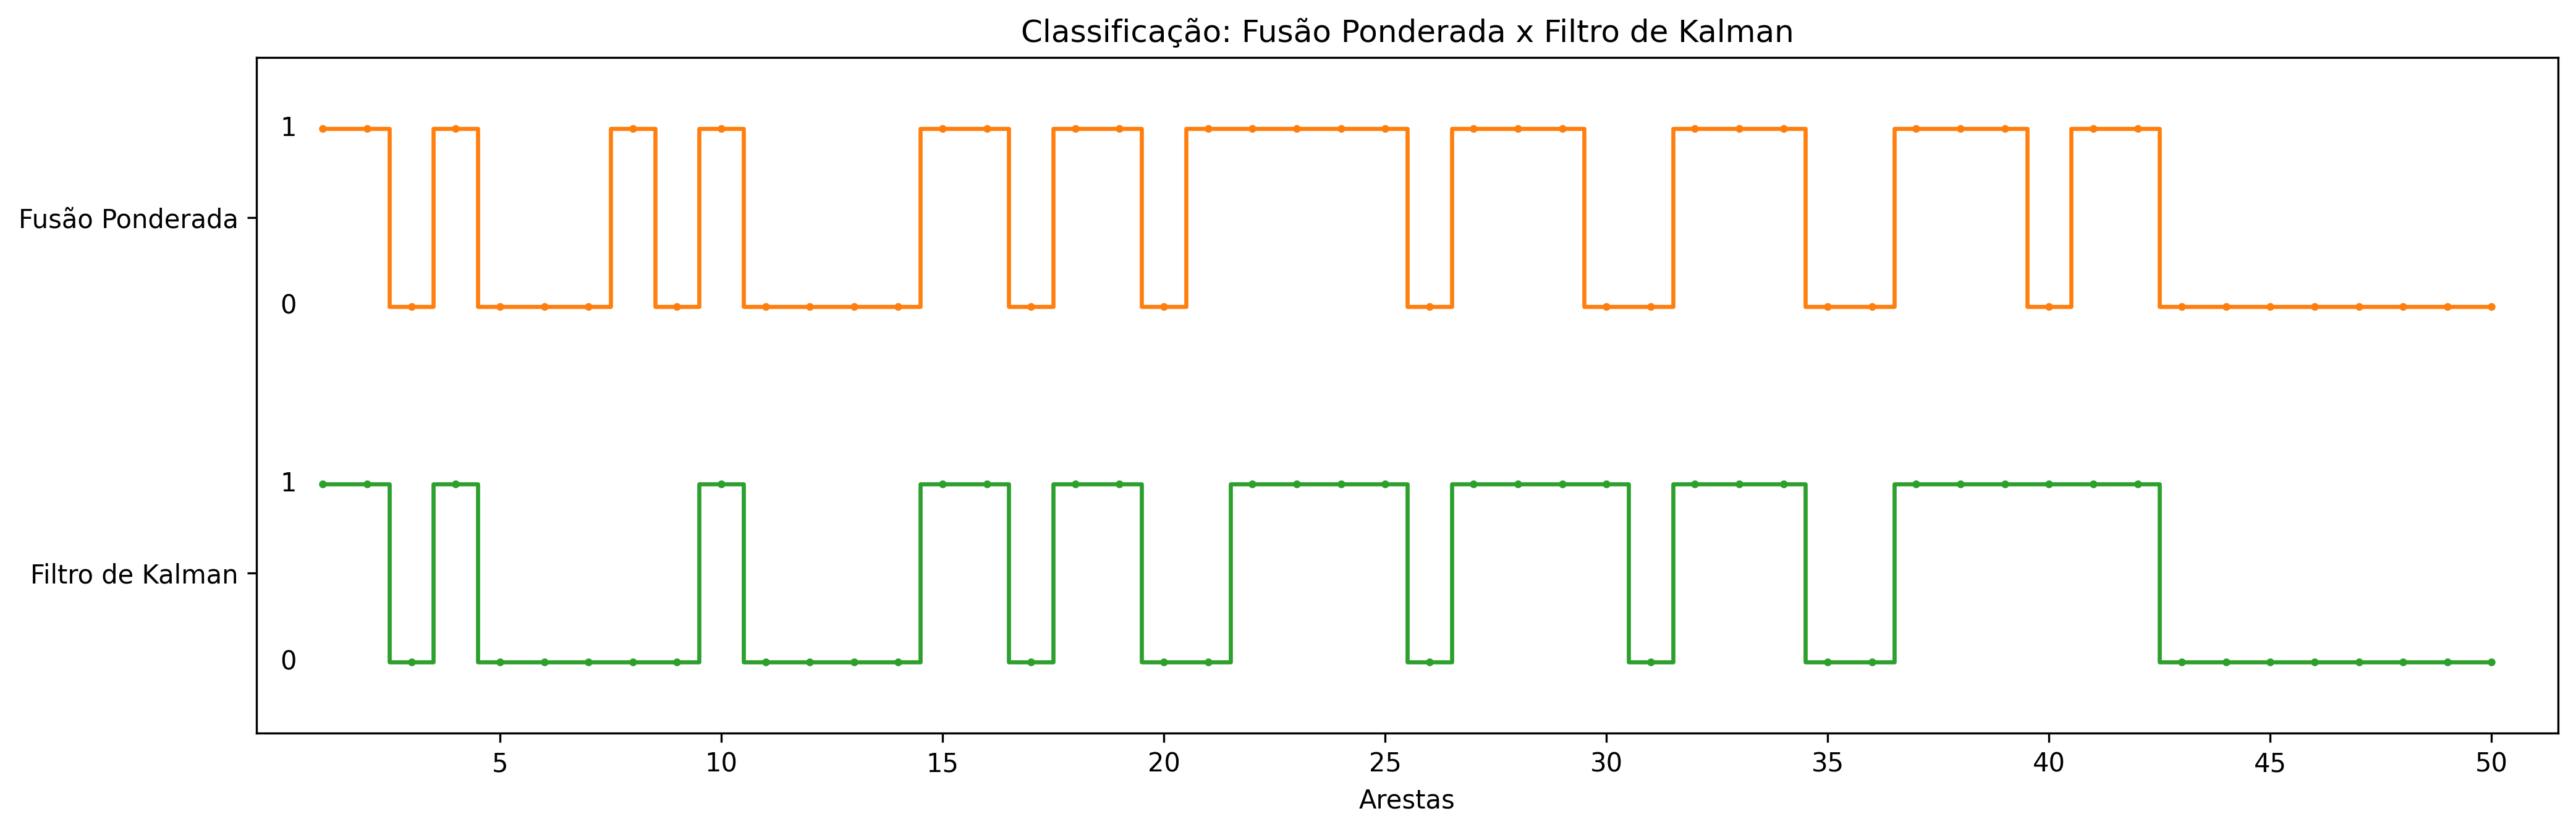 Classificação: Fusão Ponderada x Filtro de Kalman
1
Fusão Ponderada
0
1
Filtro de Kalman
0
5 10 15 20 25 30 35 40 45 50
Arestas